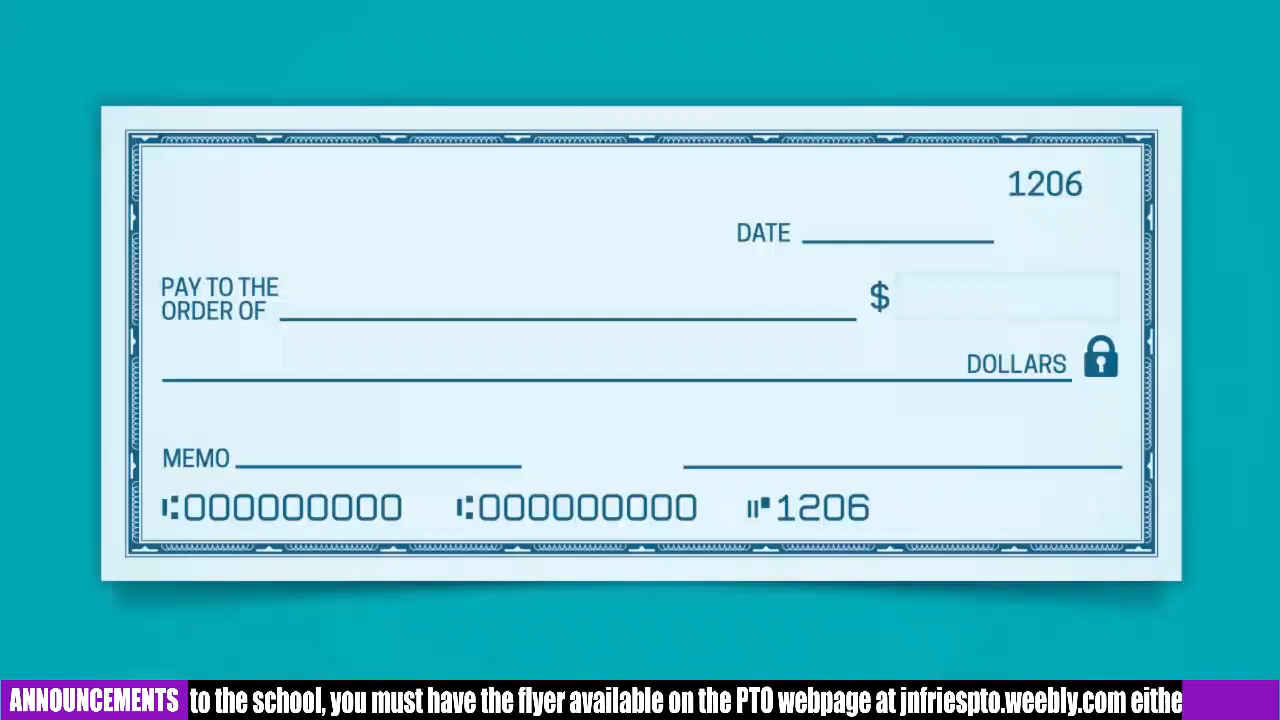 1206
DATE
PAY TO THE
ORDER OF
$
DOLLARS
MEMO
⑆000000000 ⑆000000000 ⑈1206
ANNOUNCEMENTS to the school, you must have the flyer available on the PTO webpage at jnfriespto.weebly.com eithe